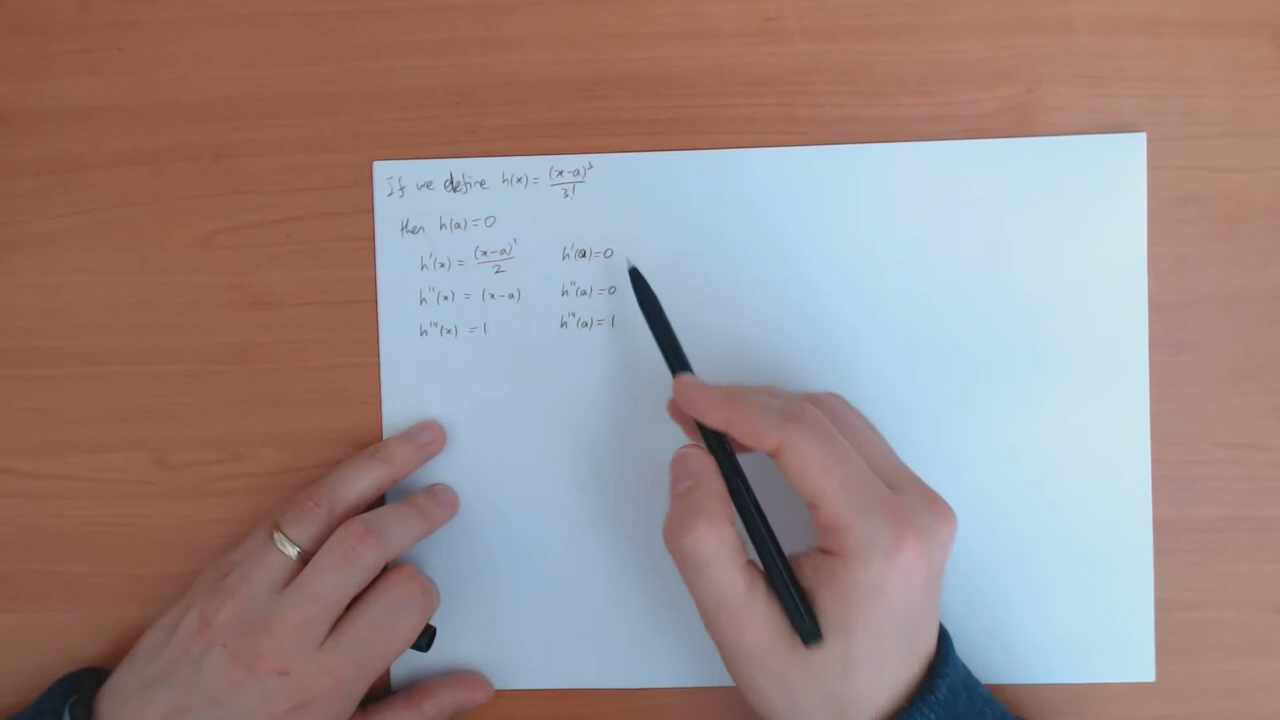 If we define h(x) = (x-a)³/3!
then h(a) = 0
h'(x) = (x-a)²/2 h'(a) = 0
h''(x) = (x-a) h''(a) = 0
h'''(x) = 1 h'''(a) = 1